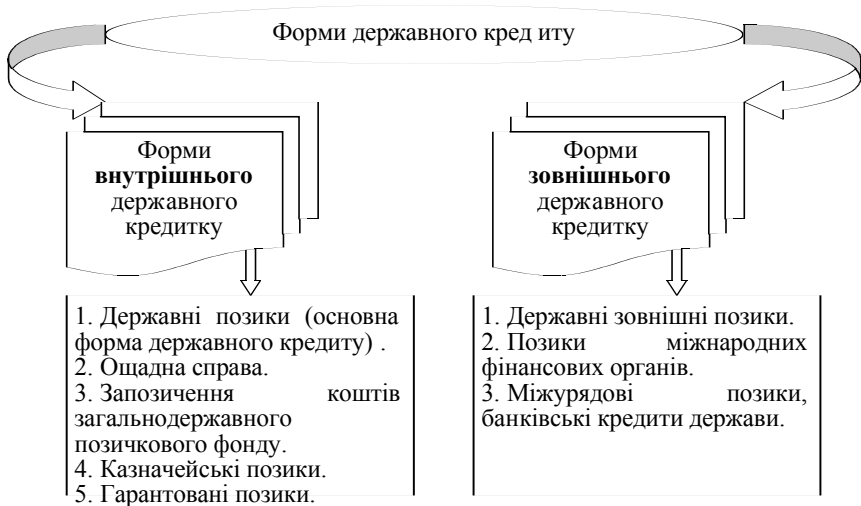 Форми державного кред иту
Форми
внутрішнього
державного
кредитку
Форми
зовнішнього
державного
кредитку
1. Державні позики (основна
форма державного кредиту) .
2. Ощадна справа.
3. Запозичення коштів
загальнодержавного
позичкового фонду.
4. Казначейські позики.
5. Гарантовані позики.
1. Державні зовнішні позики.
2. Позики міжнародних
фінансових органів.
3. Міжурядові позики,
банківські кредити держави.